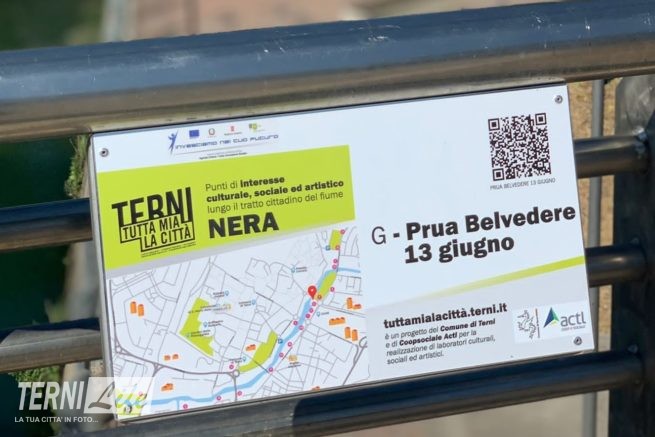 investiamo nel tuo futuro
TERNI
TUTTA MIA
LA CITTÀ
Punti di interesse
culturale, sociale ed artistico
lungo il tratto cittadino del fiume
NERA
PRUA BELVEDERE 13 GIUGNO
G - Prua Belvedere
13 giugno
tuttamialacittà.terni.it
è un progetto del Comune di Terni
e di Coopsociale Actl per la
realizzazione di laboratori culturali,
sociali ed artistici.
actl
TERNI
LA TUA CITTA' IN FOTO...